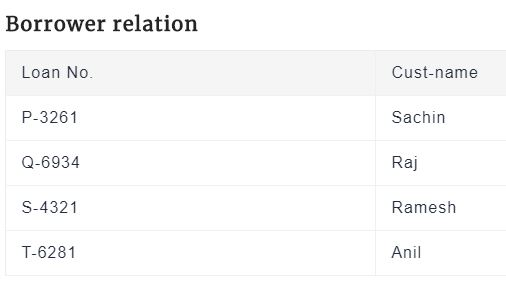 Borrower relation
Loan No. Cust-name
P-3261 Sachin
Q-6934 Raj
S-4321 Ramesh
T-6281 Anil